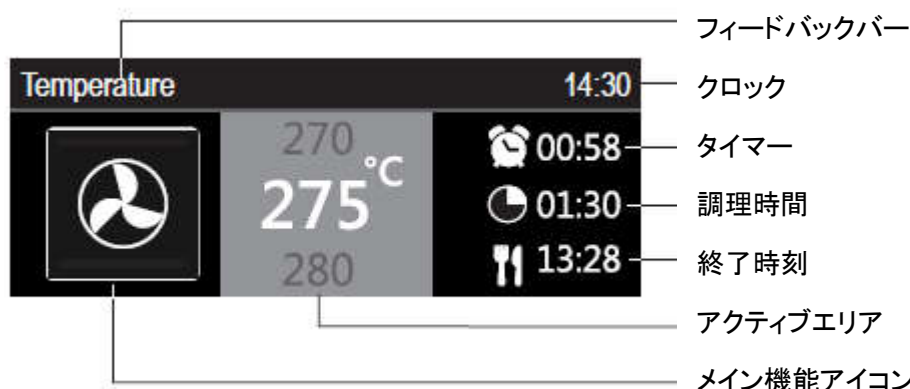 フィードバックバー
Temperature 14:30
クロック
270
275°C
280
00:58
タイマー
01:30
調理時間
13:28
終了時刻
アクティブエリア
メイン機能アイコン